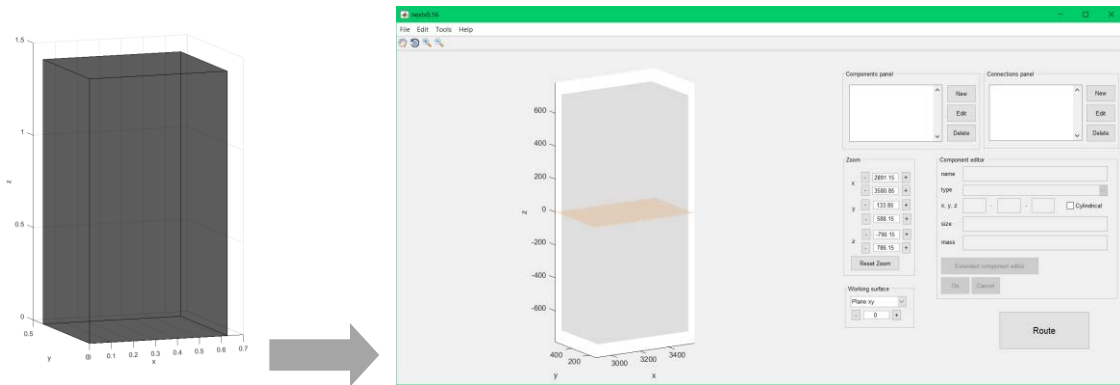 1.5
1
z
0.5
0
0.5
y
0
0.1
0.2
0.3
0.4
0.5
0.6
0.7
x
nextv0.16
File Edit Tools Help
600
400
200
z
0
-200
-400
-600
400
200
y
3000
3200
3400
x
Components panel
New
Edit
Delete
Connections panel
New
Edit
Delete
Zoom
x
- 2891.15 +
- 3580.85 +
y
- 133.85 +
- 588.15 +
z
- -798.15 +
- 786.15 +
Reset Zoom
Working surface
Plane xy
- 0 +
Component editor
name
type
x, y, z - - Cylindrical
size
mass
Extended component editor
Ok Cancel
Route